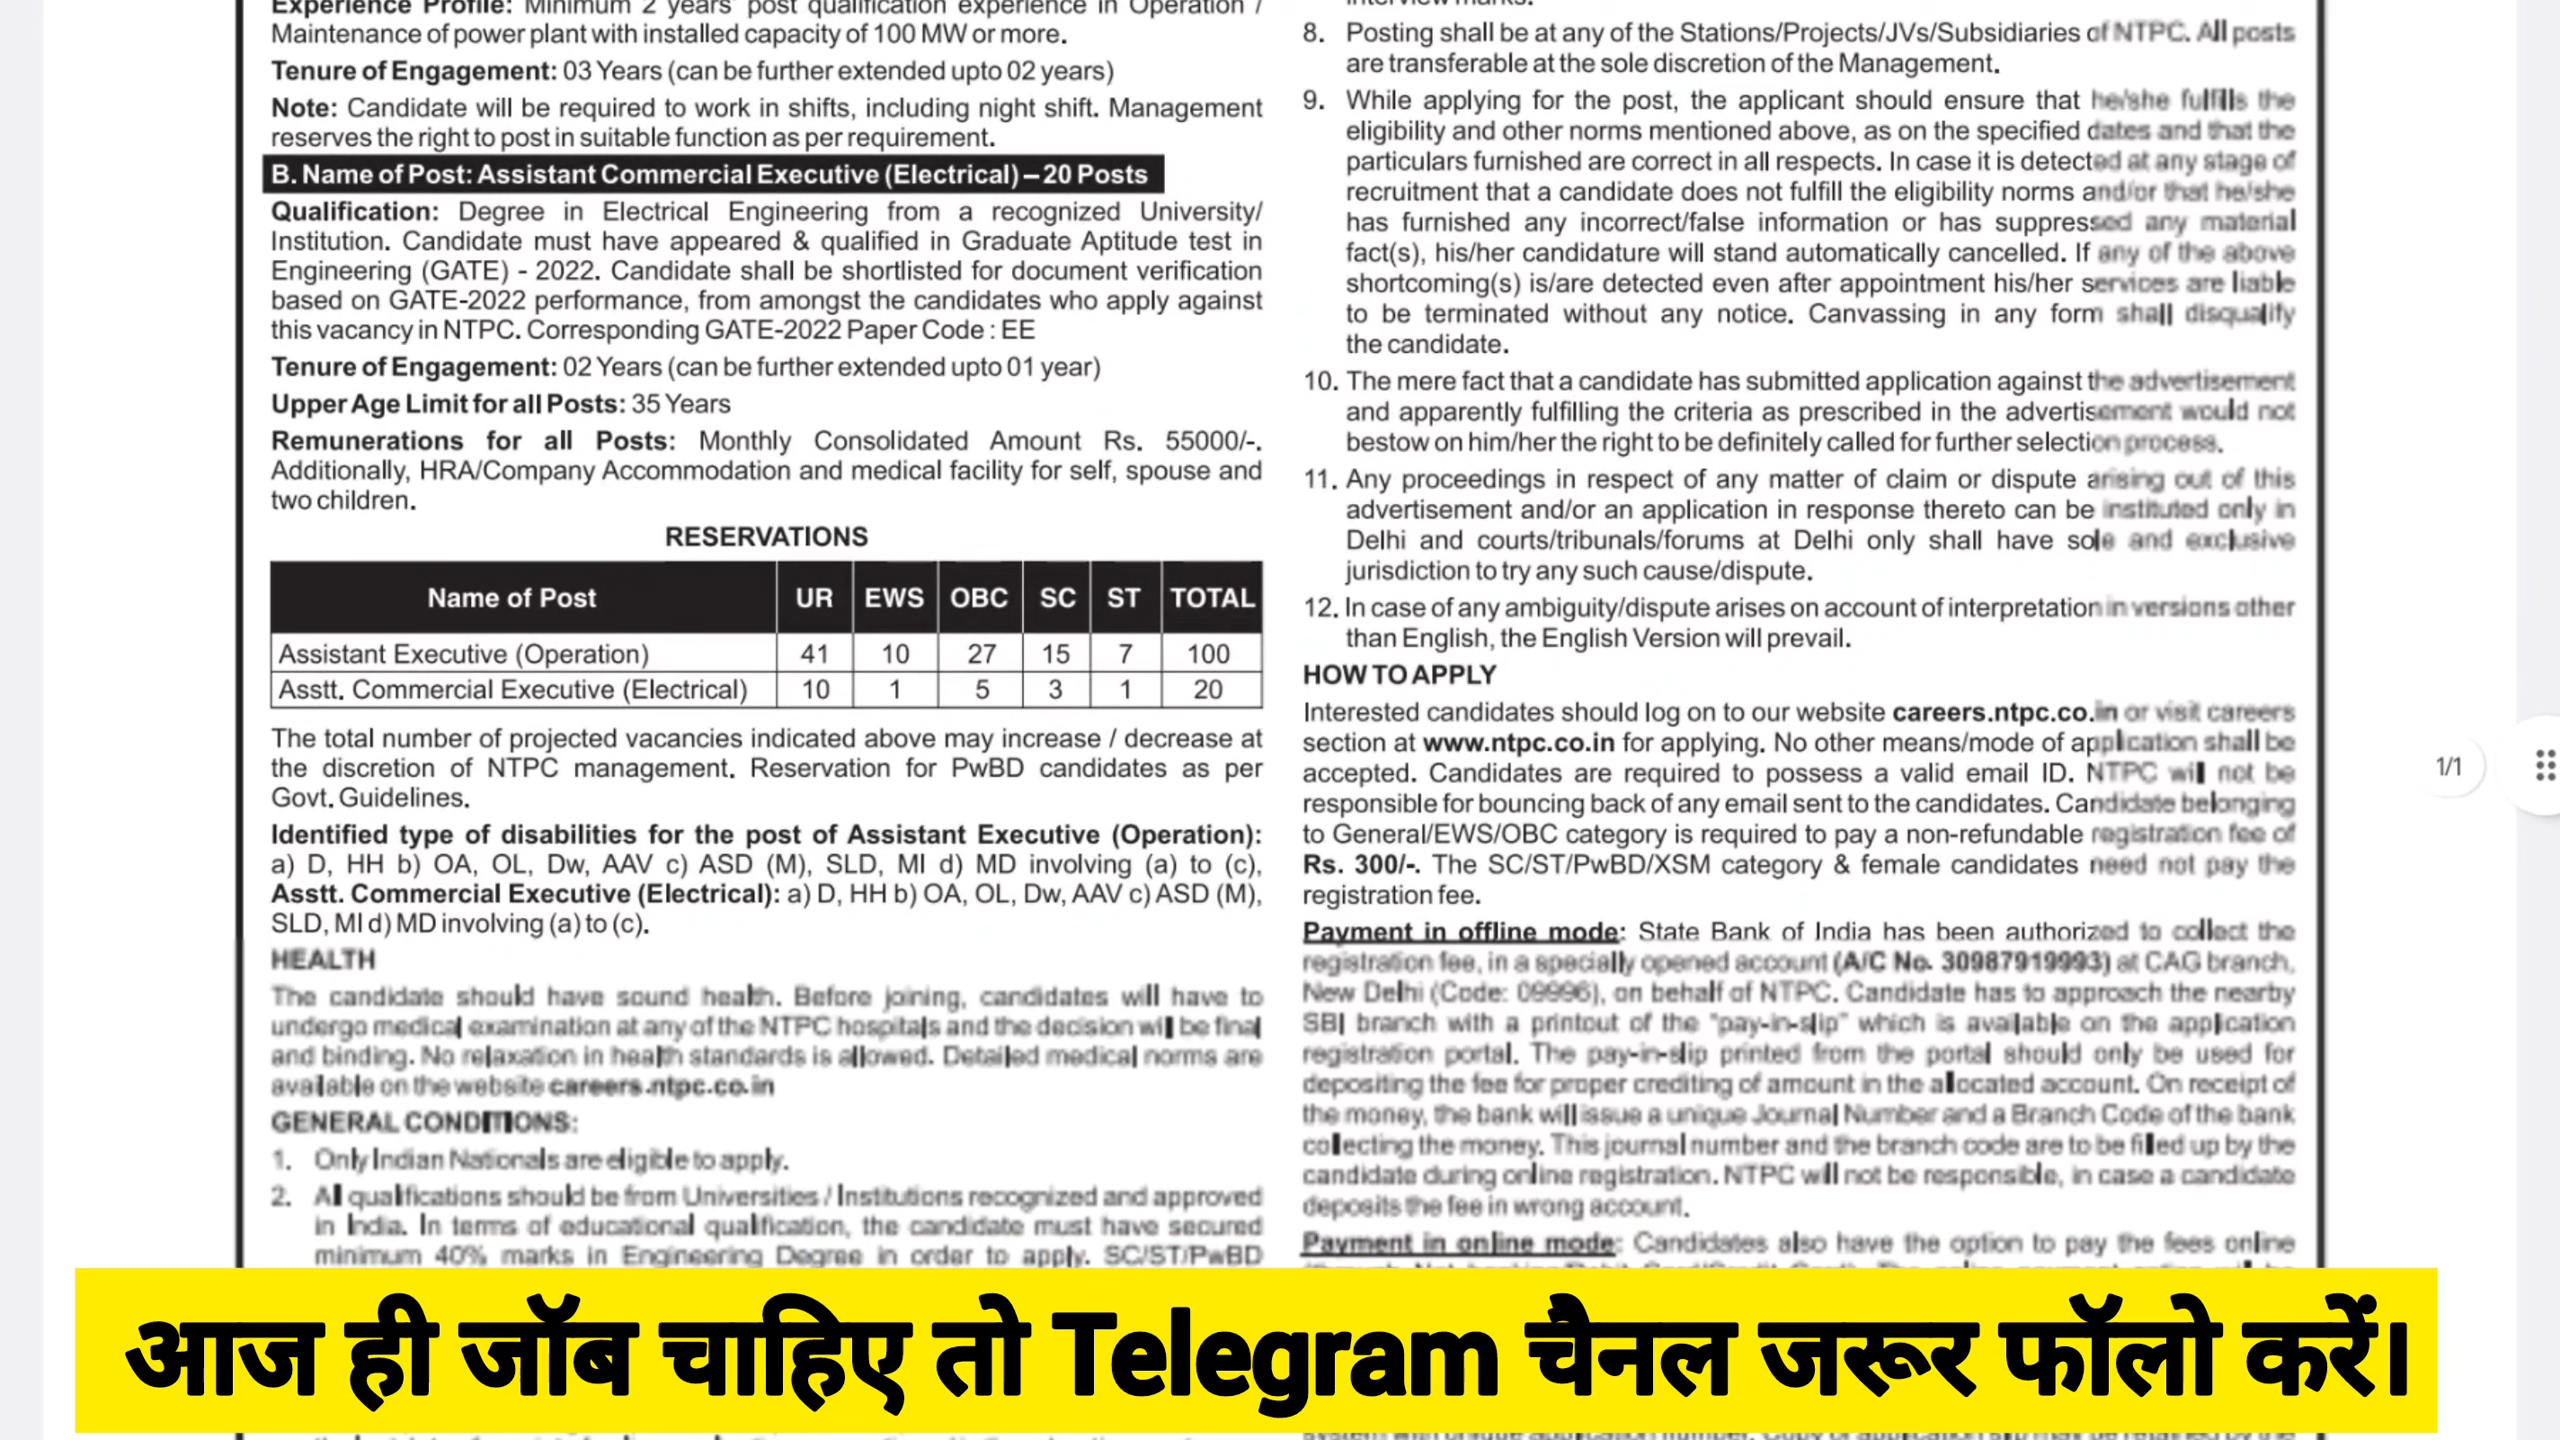 Experience Profile: Minimum 2 years' post qualification experience in Operation /
Maintenance of power plant with installed capacity of 100 MW or more.
Tenure of Engagement: 03 Years (can be further extended upto 02 years)
Note: Candidate will be required to work in shifts, including night shift. Management
reserves the right to post in suitable function as per requirement.
B. Name of Post: Assistant Commercial Executive (Electrical) – 20 Posts
Qualification: Degree in Electrical Engineering from a recognized University/
Institution. Candidate must have appeared & qualified in Graduate Aptitude test in
Engineering (GATE) - 2022. Candidate shall be shortlisted for document verification
based on GATE-2022 performance, from amongst the candidates who apply against
this vacancy in NTPC. Corresponding GATE-2022 Paper Code : EE
Tenure of Engagement: 02 Years (can be further extended upto 01 year)
Upper Age Limit for all Posts: 35 Years
Remunerations for all Posts: Monthly Consolidated Amount Rs. 55000/-.
Additionally, HRA/Company Accommodation and medical facility for self, spouse and
two children.
RESERVATIONS
Name of Post UR EWS OBC SC ST TOTAL
Assistant Executive (Operation) 41 10 27 15 7 100
Asstt. Commercial Executive (Electrical) 10 1 5 3 1 20
The total number of projected vacancies indicated above may increase / decrease at
the discretion of NTPC management. Reservation for PwBD candidates as per
Govt. Guidelines.
Identified type of disabilities for the post of Assistant Executive (Operation):
a) D, HH b) OA, OL, Dw, AAV c) ASD (M), SLD, MI d) MD involving (a) to (c),
Asstt. Commercial Executive (Electrical): a) D, HH b) OA, OL, Dw, AAV c) ASD (M),
SLD, MI d) MD involving (a) to (c).
HEALTH
The candidate should have sound health. Before joining, candidates will have to
undergo medical examination at any of the NTPC hospitals and the decision will be final
and binding. No relaxation in health standards is allowed. Detailed medical norms are
available on the website careers.ntpc.co.in
GENERAL CONDITIONS:
1. Only Indian Nationals are eligible to apply.
2. All qualifications should be from Universities / Institutions recognized and approved
in India. In terms of educational qualification, the candidate must have secured
minimum 40% marks in Engineering Degree in order to apply. SC/ST/PwBD
interview marks.
8. Posting shall be at any of the Stations/Projects/JVs/Subsidiaries of NTPC. All posts
are transferable at the sole discretion of the Management.
9. While applying for the post, the applicant should ensure that he/she fulfills the
eligibility and other norms mentioned above, as on the specified dates and that the
particulars furnished are correct in all respects. In case it is detected at any stage of
recruitment that a candidate does not fulfill the eligibility norms and/or that he/she
has furnished any incorrect/false information or has suppressed any material
fact(s), his/her candidature will stand automatically cancelled. If any of the above
shortcoming(s) is/are detected even after appointment his/her services are liable
to be terminated without any notice. Canvassing in any form shall disqualify
the candidate.
10. The mere fact that a candidate has submitted application against the advertisement
and apparently fulfilling the criteria as prescribed in the advertisement would not
bestow on him/her the right to be definitely called for further selection process.
11. Any proceedings in respect of any matter of claim or dispute arising out of this
advertisement and/or an application in response thereto can be instituted only in
Delhi and courts/tribunals/forums at Delhi only shall have sole and exclusive
jurisdiction to try any such cause/dispute.
12. In case of any ambiguity/dispute arises on account of interpretation in versions other
than English, the English Version will prevail.
HOW TO APPLY
Interested candidates should log on to our website careers.ntpc.co.in or visit careers
section at www.ntpc.co.in for applying. No other means/mode of application shall be
accepted. Candidates are required to possess a valid email ID. NTPC will not be
responsible for bouncing back of any email sent to the candidates. Candidate belonging
to General/EWS/OBC category is required to pay a non-refundable registration fee of
Rs. 300/-. The SC/ST/PwBD/XSM category & female candidates need not pay the
registration fee.
Payment in offline mode: State Bank of India has been authorized to collect the
registration fee, in a specially opened account (A/C No. 30987919993) at CAG branch,
New Delhi (Code: 09996), on behalf of NTPC. Candidate has to approach the nearby
SBI branch with a printout of the "pay-in-slip" which is available on the application
registration portal. The pay-in-slip printed from the portal should only be used for
depositing the fee for proper crediting of amount in the allocated account. On receipt of
the money, the bank will issue a unique Journal Number and a Branch Code of the bank
collecting the money. This journal number and the branch code are to be filled up by the
candidate during online registration. NTPC will not be responsible, in case a candidate
deposits the fee in wrong account.
Payment in online mode: Candidates also have the option to pay the fees online
1/1
आज ही जॉब चाहिए तो Telegram चैनल जरूर फॉलो करें।